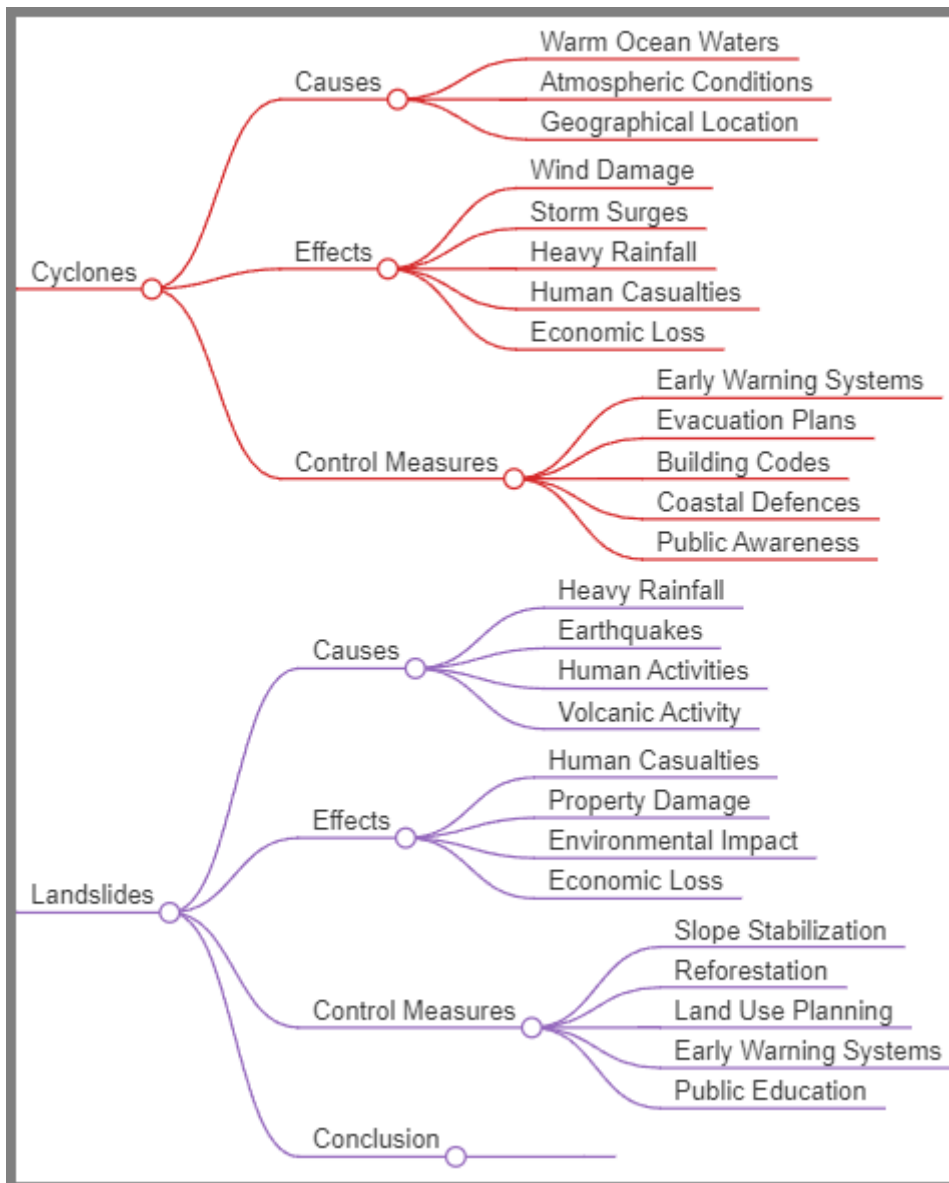 Cyclones
Causes
Warm Ocean Waters
Atmospheric Conditions
Geographical Location
Effects
Wind Damage
Storm Surges
Heavy Rainfall
Human Casualties
Economic Loss
Control Measures
Early Warning Systems
Evacuation Plans
Building Codes
Coastal Defences
Public Awareness
Landslides
Causes
Heavy Rainfall
Earthquakes
Human Activities
Volcanic Activity
Effects
Human Casualties
Property Damage
Environmental Impact
Economic Loss
Control Measures
Slope Stabilization
Reforestation
Land Use Planning
Early Warning Systems
Public Education
Conclusion